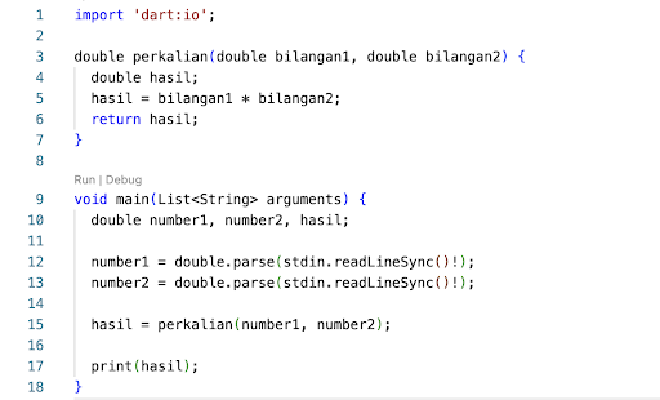 1 import 'dart:io';
2
3 double perkalian(double bilangan1, double bilangan2) {
4 double hasil;
5 hasil = bilangan1 * bilangan2;
6 return hasil;
7 }
8
Run | Debug
9 void main(List<String> arguments) {
10 double number1, number2, hasil;
11
12 number1 = double.parse(stdin.readLineSync()!);
13 number2 = double.parse(stdin.readLineSync()!);
14
15 hasil = perkalian(number1, number2);
16
17 print(hasil);
18 }